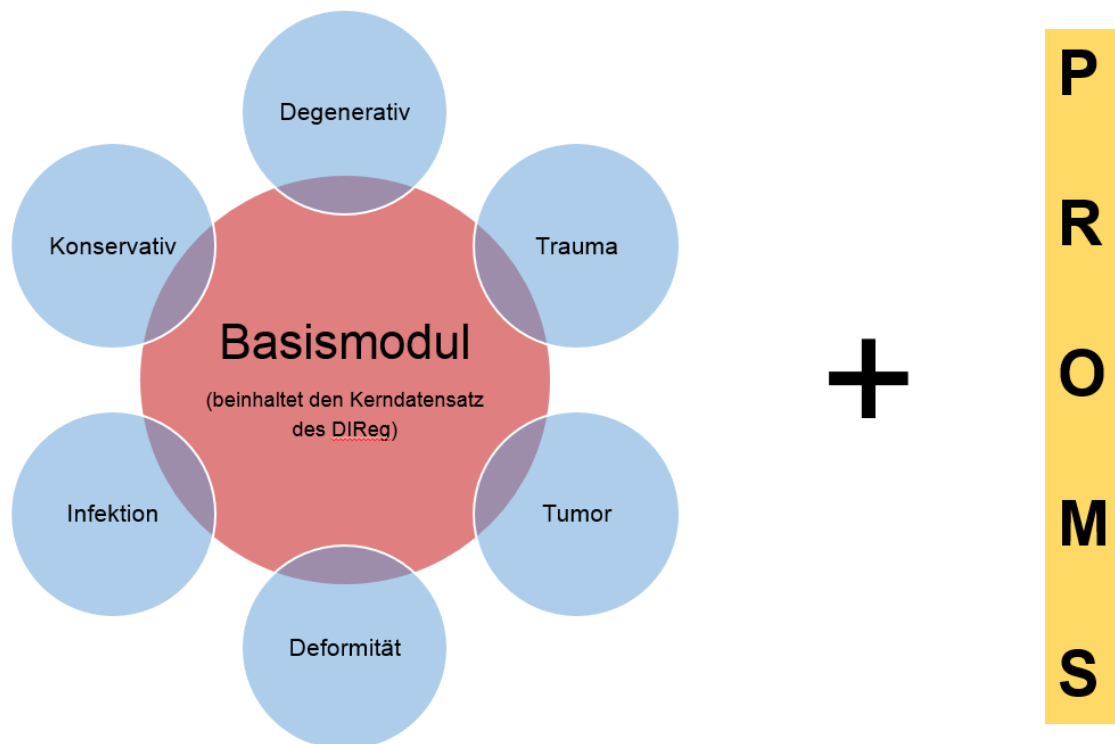 Degenerativ
Konservativ
Trauma
Basismodul
(beinhaltet den Kerndatensatz
des DIReg)
Infektion
Tumor
Deformität
+
P
R
O
M
S